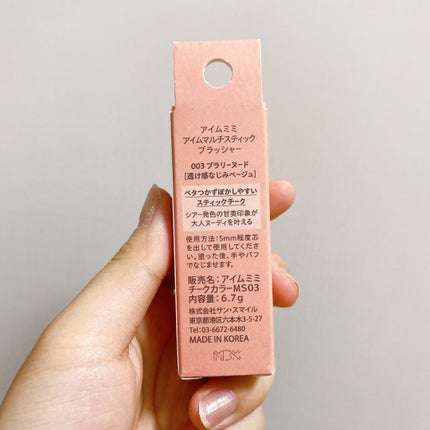 アイムミミ
アイムマルチスティック
ブラッシャー
003 ブラリーヌード
[透け感なじみベージュ]
ベタつかずぼかしやすい
スティックチーク
シアー発色の甘美印象が
大人ヌーディを叶える
使用方法:5mm程度芯
を出して使用してくださ
い。塗った後、手やパフ
でなじませます。
販売名:アイムミミ
チークカラーMS03
内容量:6.7g
株式会社サン・スマイル
東京都港区六本木3-5-27
Tel:03-6672-6480
MADE IN KOREA